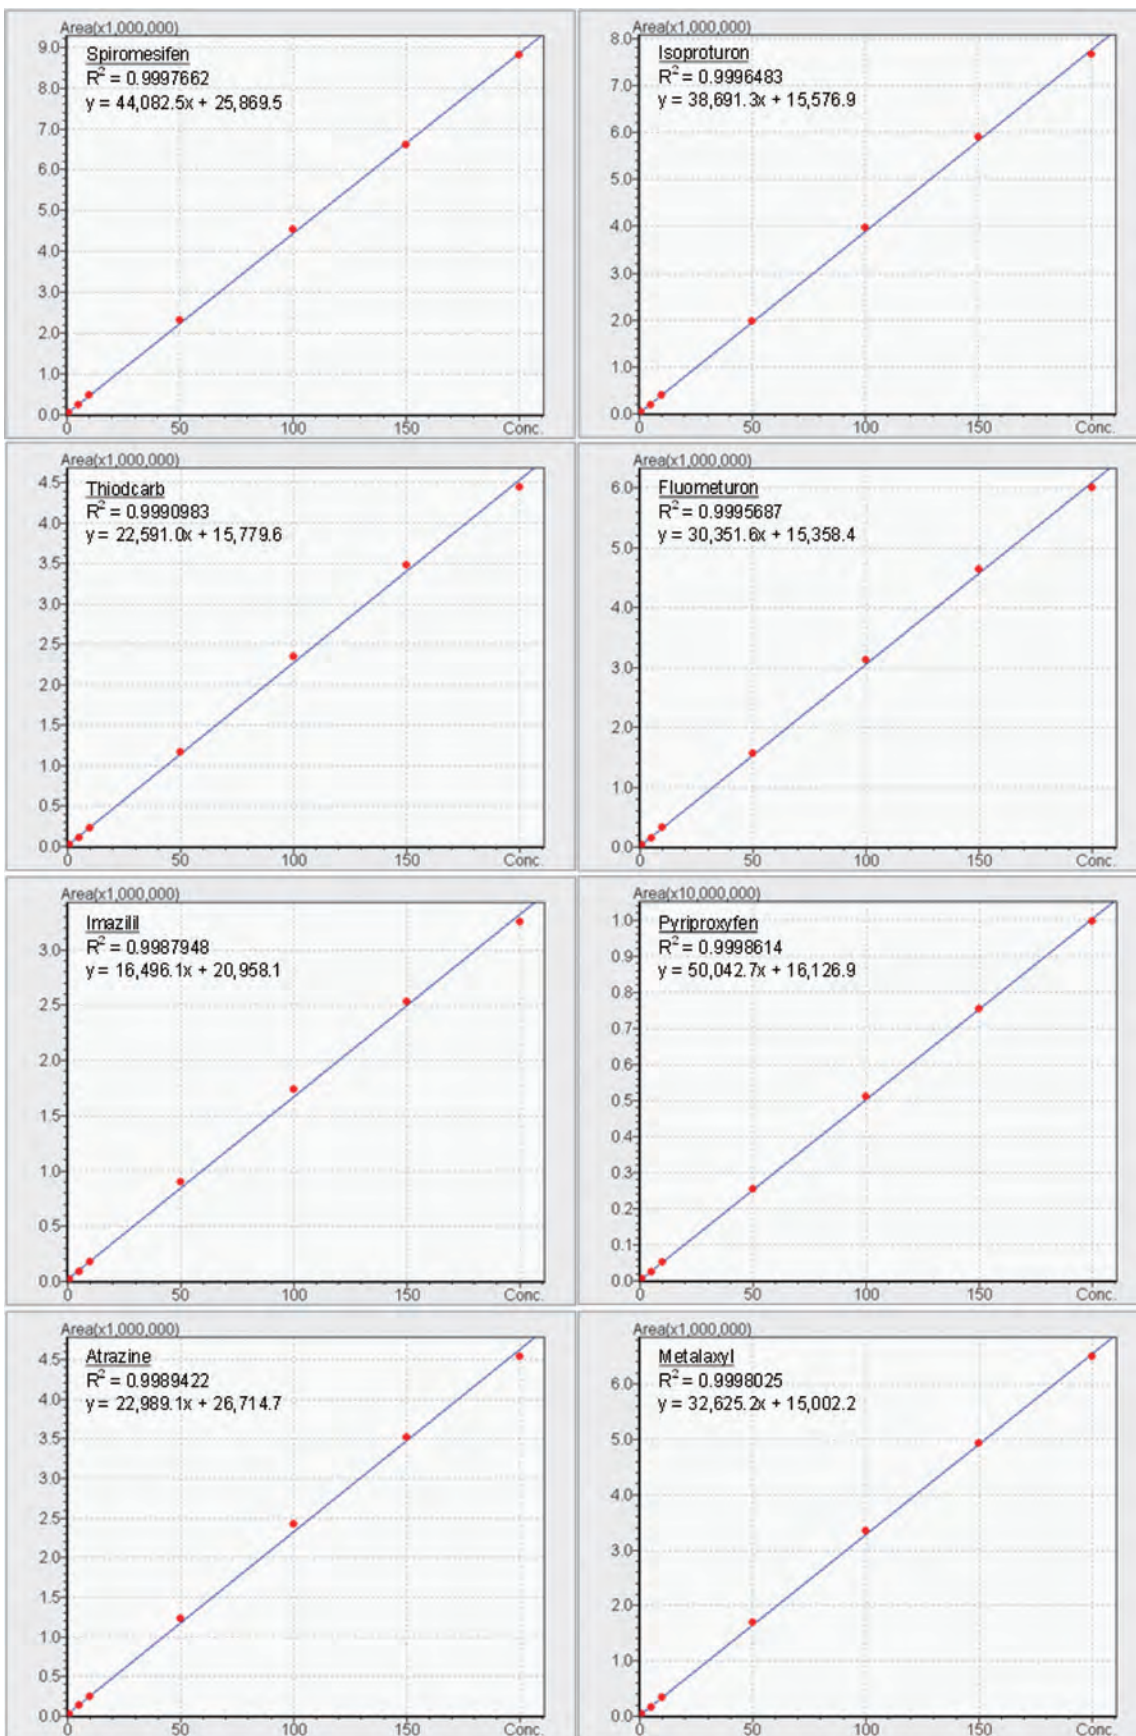 Area(x1,000,000)
Spiromesifen
R² = 0.9997662
y = 44,082.5x + 25,869.5
9.0
8.0
7.0
6.0
5.0
4.0
3.0
2.0
1.0
0.0
0 50 100 150 Conc.
Area(x1,000,000)
Isoproturon
R² = 0.9996483
y = 38,691.3x + 15,576.9
8.0
7.0
6.0
5.0
4.0
3.0
2.0
1.0
0.0
0 50 100 150 Conc.
Area(x1,000,000)
Thiodcarb
R² = 0.9990983
y = 22,591.0x + 15,779.6
4.5
4.0
3.5
3.0
2.5
2.0
1.5
1.0
0.5
0.0
0 50 100 150 Conc.
Area(x1,000,000)
Fluometuron
R² = 0.9995687
y = 30,351.6x + 15,358.4
6.0
5.0
4.0
3.0
2.0
1.0
0.0
0 50 100 150 Conc.
Area(x1,000,000)
Imazilil
R² = 0.9987948
y = 16,496.1x + 20,958.1
3.0
2.5
2.0
1.5
1.0
0.5
0.0
0 50 100 150 Conc.
Area(x10,000,000)
Pyriproxyfen
R² = 0.9998614
y = 50,042.7x + 16,126.9
1.0
0.9
0.8
0.7
0.6
0.5
0.4
0.3
0.2
0.1
0.0
0 50 100 150 Conc.
Area(x1,000,000)
Atrazine
R² = 0.9989422
y = 22,989.1x + 26,714.7
4.5
4.0
3.5
3.0
2.5
2.0
1.5
1.0
0.5
0.0
0 50 100 150 Conc.
Area(x1,000,000)
Metalaxyl
R² = 0.9998025
y = 32,625.2x + 15,002.2
6.0
5.0
4.0
3.0
2.0
1.0
0.0
0 50 100 150 Conc.